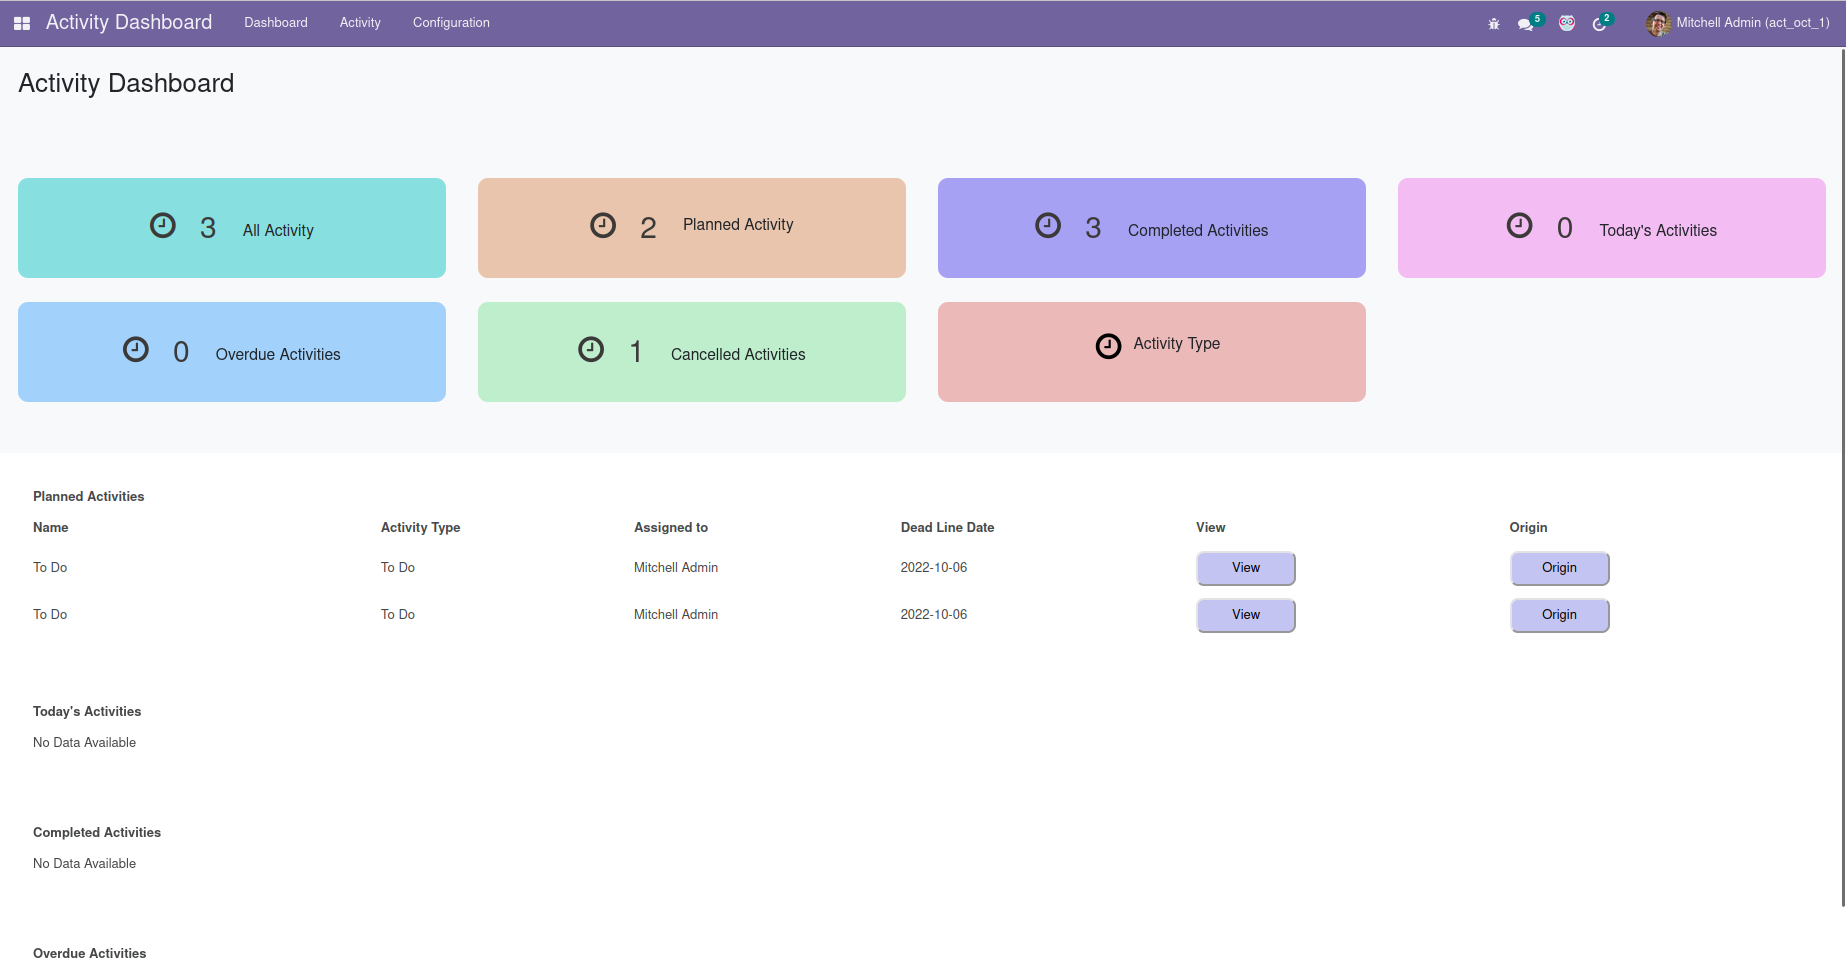 Activity Dashboard Dashboard Activity Configuration 5 2 Mitchell Admin (act_oct_1)
Activity Dashboard
3 All Activity 2 Planned Activity 3 Completed Activities 0 Today's Activities
0 Overdue Activities 1 Cancelled Activities Activity Type
Planned Activities
Name Activity Type Assigned to Dead Line Date View Origin
To Do To Do Mitchell Admin 2022-10-06 View Origin
To Do To Do Mitchell Admin 2022-10-06 View Origin
Today's Activities
No Data Available
Completed Activities
No Data Available
Overdue Activities